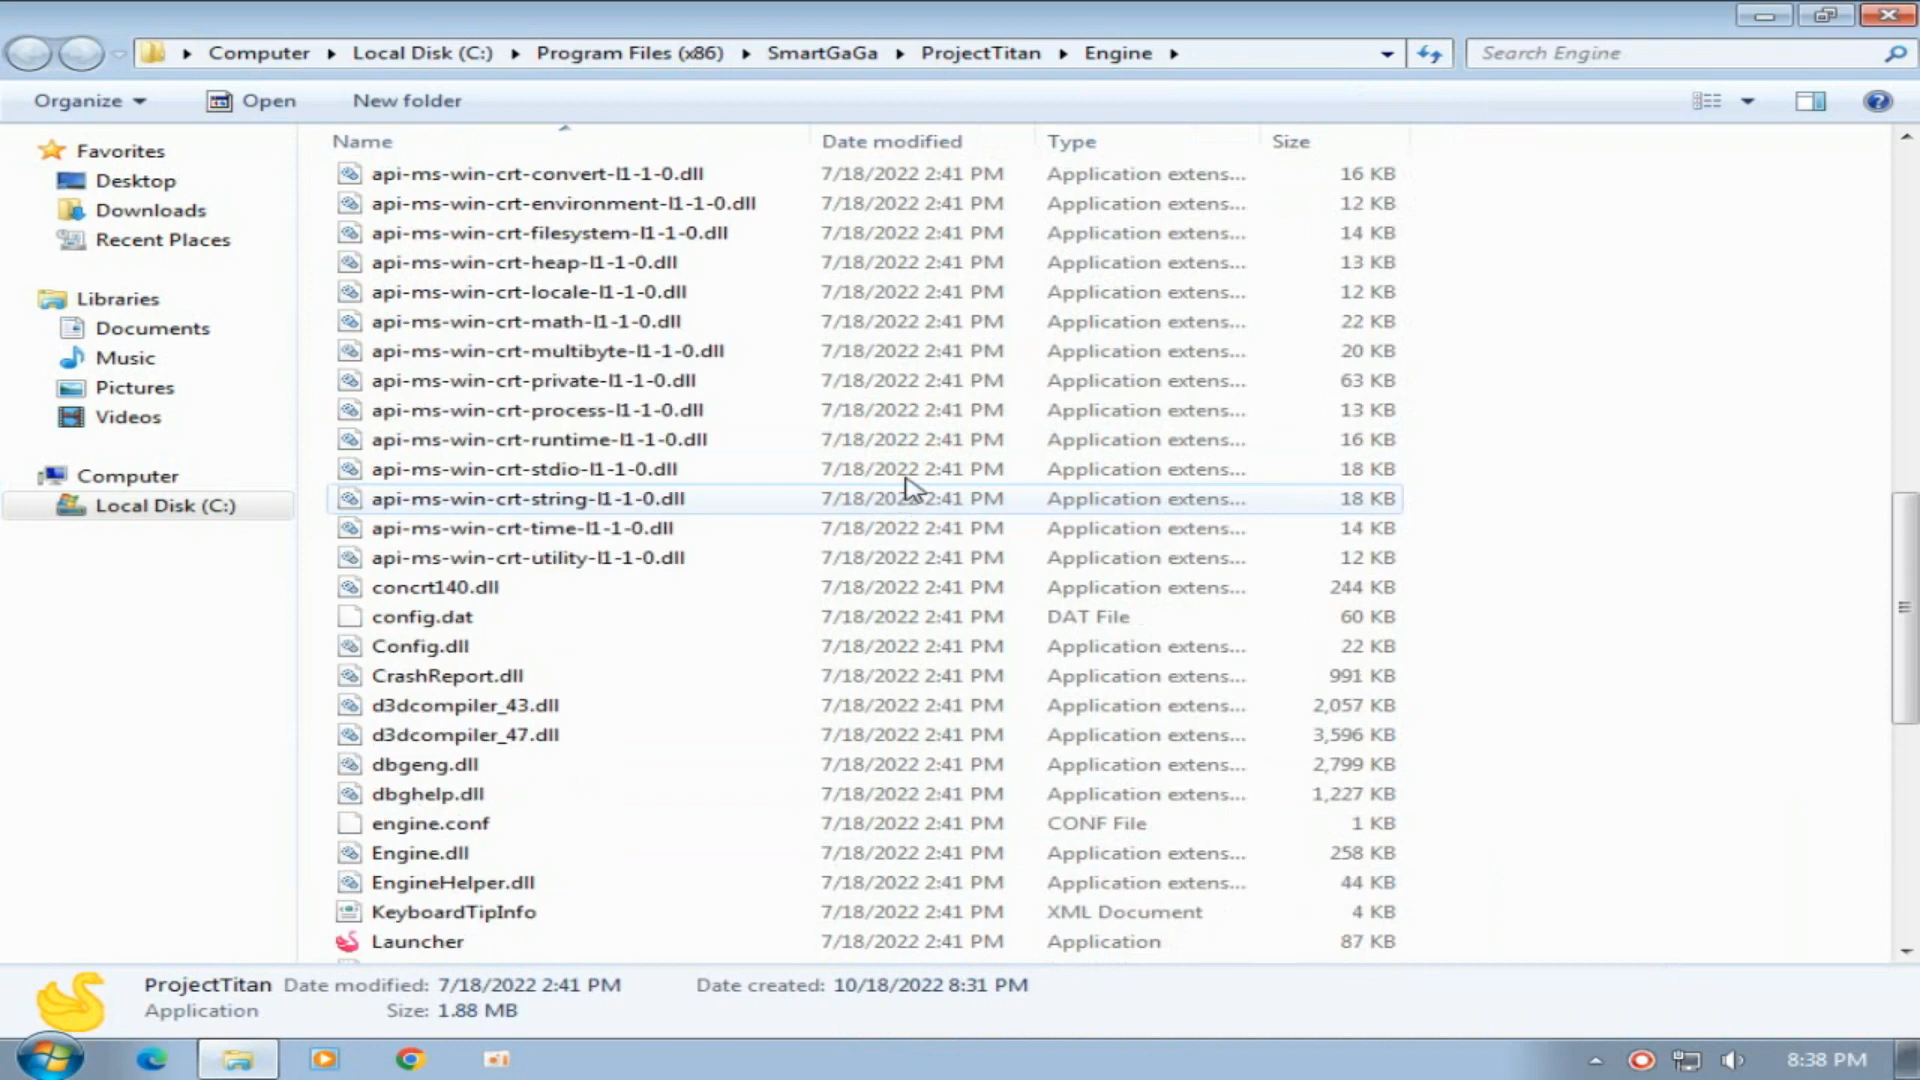 Computer Local Disk (C:) Program Files (x86) SmartGaGa ProjectTitan Engine Search Engine
Organize Open New folder
Name Date modified Type Size
Favorites
Desktop
Downloads
Recent Places
Libraries
Documents
Music
Pictures
Videos
Computer
Local Disk (C:)
api-ms-win-crt-convert-l1-1-0.dll 7/18/2022 2:41 PM Application extens... 16 KB
api-ms-win-crt-environment-l1-1-0.dll 7/18/2022 2:41 PM Application extens... 12 KB
api-ms-win-crt-filesystem-l1-1-0.dll 7/18/2022 2:41 PM Application extens... 14 KB
api-ms-win-crt-heap-l1-1-0.dll 7/18/2022 2:41 PM Application extens... 13 KB
api-ms-win-crt-locale-l1-1-0.dll 7/18/2022 2:41 PM Application extens... 12 KB
api-ms-win-crt-math-l1-1-0.dll 7/18/2022 2:41 PM Application extens... 22 KB
api-ms-win-crt-multibyte-l1-1-0.dll 7/18/2022 2:41 PM Application extens... 20 KB
api-ms-win-crt-private-l1-1-0.dll 7/18/2022 2:41 PM Application extens... 63 KB
api-ms-win-crt-process-l1-1-0.dll 7/18/2022 2:41 PM Application extens... 13 KB
api-ms-win-crt-runtime-l1-1-0.dll 7/18/2022 2:41 PM Application extens... 16 KB
api-ms-win-crt-stdio-l1-1-0.dll 7/18/2022 2:41 PM Application extens... 18 KB
api-ms-win-crt-string-l1-1-0.dll 7/18/2022 2:41 PM Application extens... 18 KB
api-ms-win-crt-time-l1-1-0.dll 7/18/2022 2:41 PM Application extens... 14 KB
api-ms-win-crt-utility-l1-1-0.dll 7/18/2022 2:41 PM Application extens... 12 KB
concrt140.dll 7/18/2022 2:41 PM Application extens... 244 KB
config.dat 7/18/2022 2:41 PM DAT File 60 KB
Config.dll 7/18/2022 2:41 PM Application extens... 22 KB
CrashReport.dll 7/18/2022 2:41 PM Application extens... 991 KB
d3dcompiler_43.dll 7/18/2022 2:41 PM Application extens... 2,057 KB
d3dcompiler_47.dll 7/18/2022 2:41 PM Application extens... 3,596 KB
dbgeng.dll 7/18/2022 2:41 PM Application extens... 2,799 KB
dbghelp.dll 7/18/2022 2:41 PM Application extens... 1,227 KB
engine.conf 7/18/2022 2:41 PM CONF File 1 KB
Engine.dll 7/18/2022 2:41 PM Application extens... 258 KB
EngineHelper.dll 7/18/2022 2:41 PM Application extens... 44 KB
KeyboardTipInfo 7/18/2022 2:41 PM XML Document 4 KB
Launcher 7/18/2022 2:41 PM Application 87 KB
ProjectTitan Date modified: 7/18/2022 2:41 PM Date created: 10/18/2022 8:31 PM
Application Size: 1.88 MB
8:38 PM